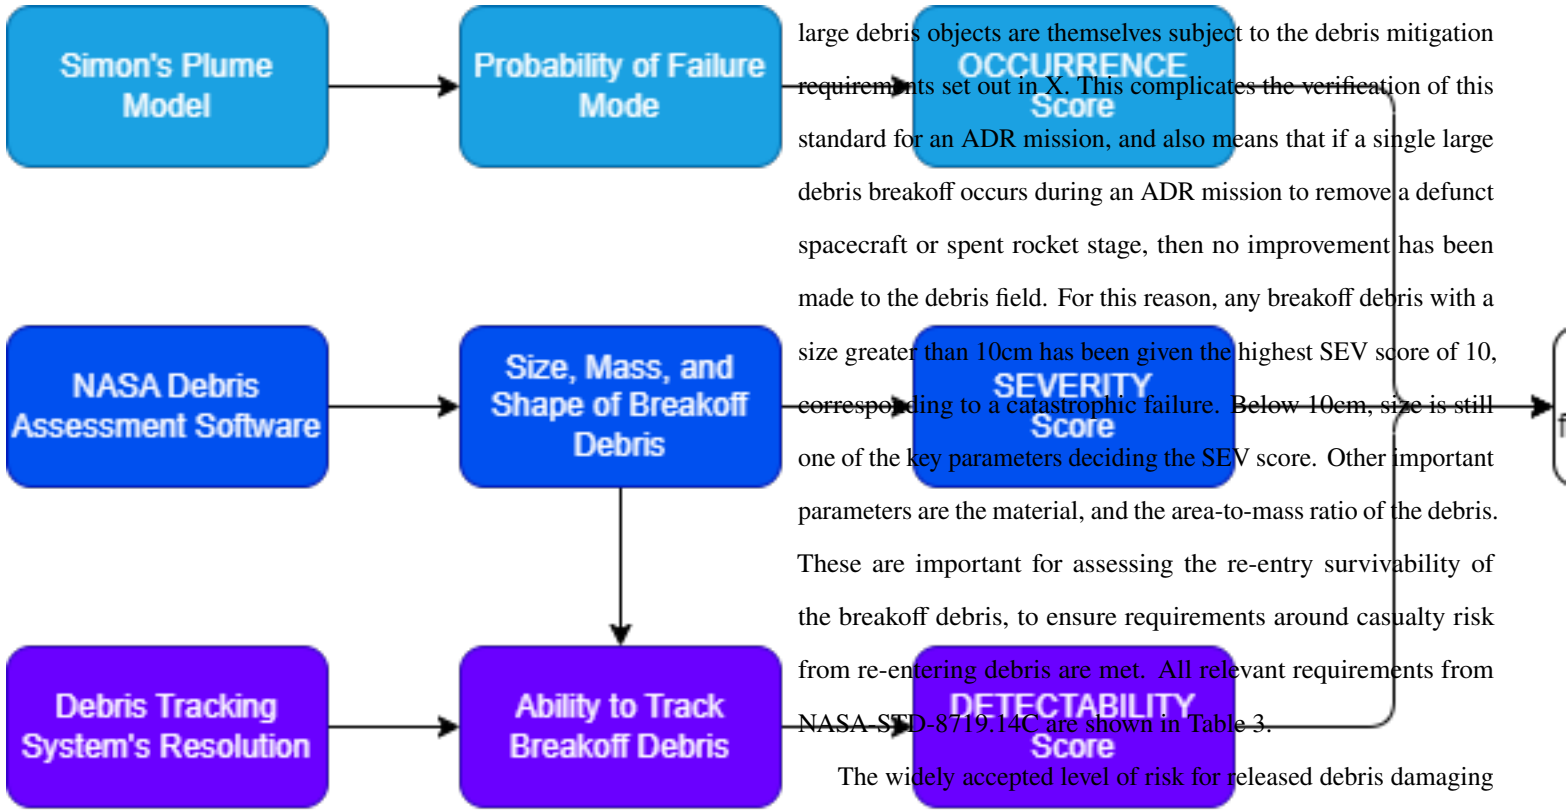 Simon's Plume
Model
Probability of Failure
Mode
OCCURRENCE
Score
NASA Debris
Assessment Software
Size, Mass, and
Shape of Breakoff
Debris
SEVERITY
Score
Debris Tracking
System's Resolution
Ability to Track
Breakoff Debris
DETECTABILITY
Score
large debris objects are themselves subject to the debris mitigation
requirements set out in X. This complicates the verification of this
standard for an ADR mission, and also means that if a single large
debris breakoff occurs during an ADR mission to remove a defunct
spacecraft or spent rocket stage, then no improvement has been
made to the debris field. For this reason, any breakoff debris with a
size greater than 10cm has been given the highest SEV score of 10,
corresponding to a catastrophic failure. Below 10cm, size is still
one of the key parameters deciding the SEV score. Other important
parameters are the material, and the area-to-mass ratio of the debris.
These are important for assessing the re-entry survivability of
the breakoff debris, to ensure requirements around casualty risk
from re-entering debris are met. All relevant requirements from
NASA-STD-8719.14C are shown in Table 3.
The widely accepted level of risk for released debris damaging